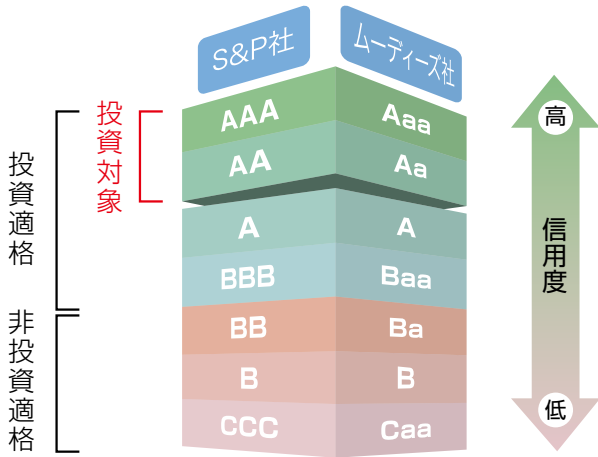 S&P社
ムーディーズ社
投資対象
投資適格
非投資適格
AAA
Aaa
AA
Aa
A
A
BBB
Baa
BB
Ba
B
B
CCC
Caa
高
信用度
低